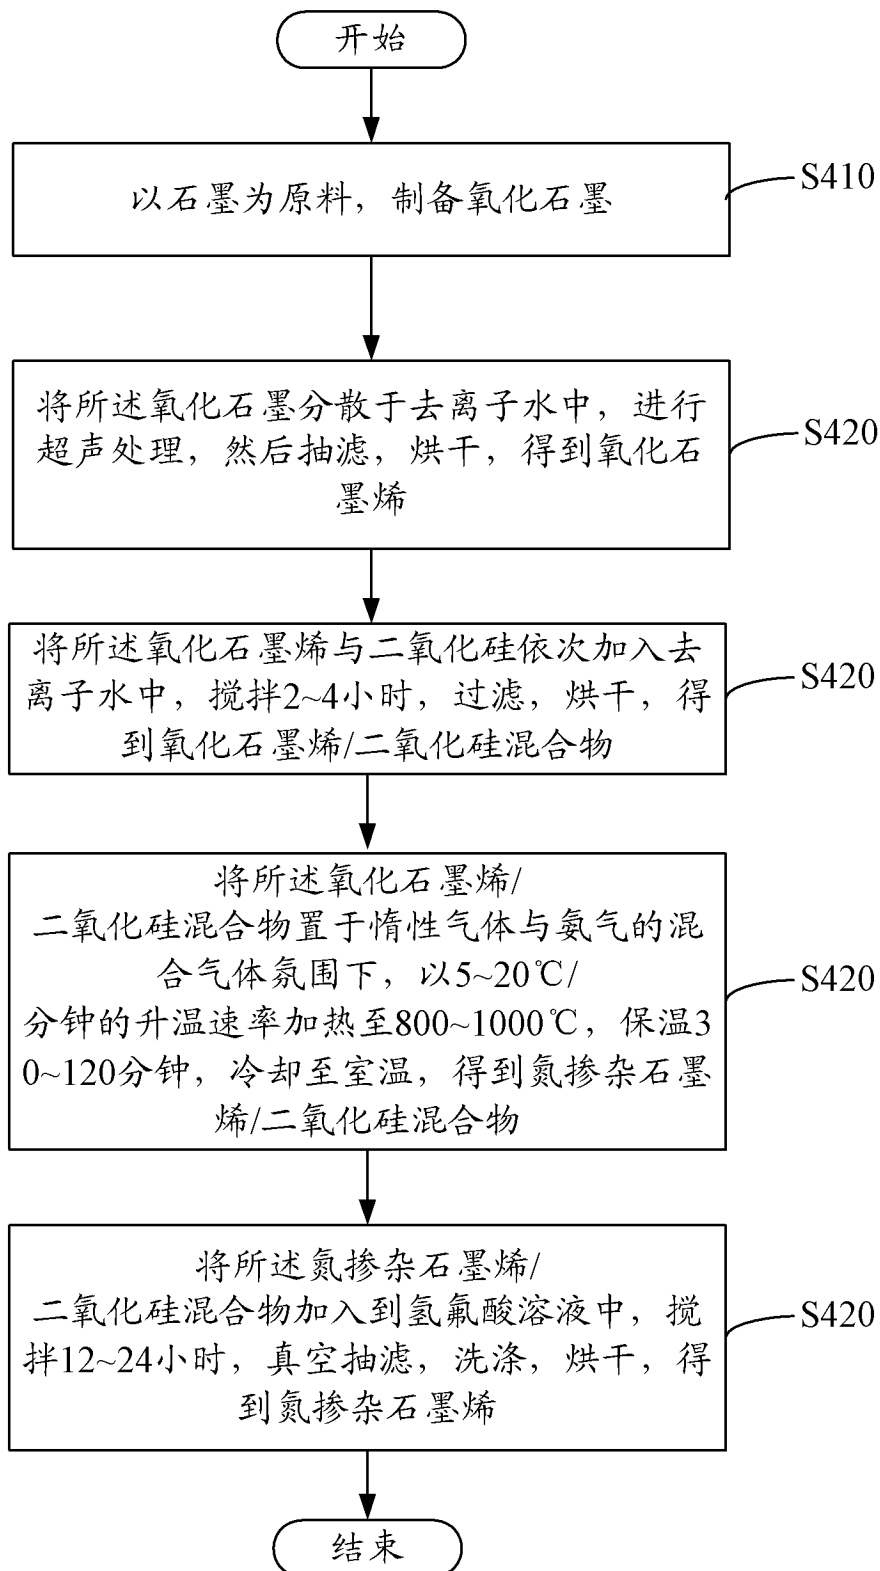 开始
以石墨为原料，制备氧化石墨
S410
将所述氧化石墨分散于去离子水中，进行
超声处理，然后抽滤，烘干，得到氧化石
墨烯
S420
将所述氧化石墨烯与二氧化硅依次加入去
离子水中，搅拌2~4小时，过滤，烘干，得
到氧化石墨烯/二氧化硅混合物
S420
将所述氧化石墨烯/
二氧化硅混合物置于惰性气体与氨气的混
合气体氛围下，以5~20℃/
分钟的升温速率加热至800~1000℃，保温3
0~120分钟，冷却至室温，得到氮掺杂石墨
烯/二氧化硅混合物
S420
将所述氮掺杂石墨烯/
二氧化硅混合物加入到氢氟酸溶液中，搅
拌12~24小时，真空抽滤，洗涤，烘干，得
到氮掺杂石墨烯
S420
结束